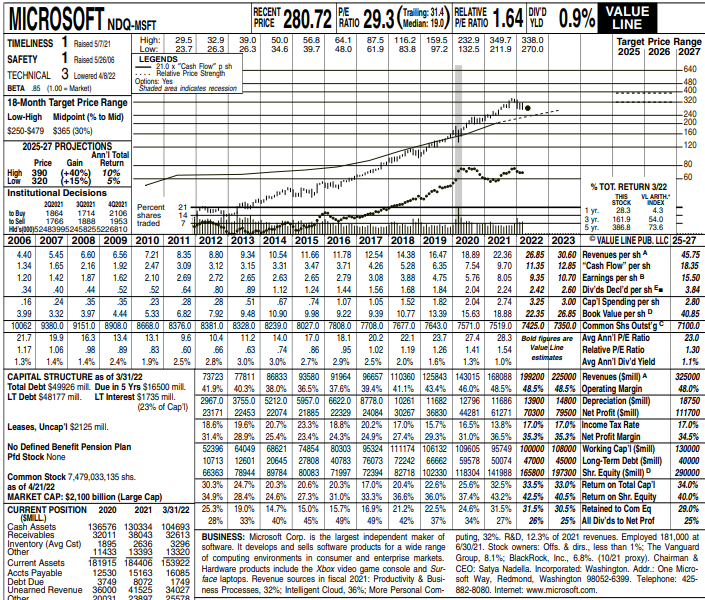 MICROSOFT NDQ-MSFT RECENT PRICE 280.72 P/E RATIO 29.3 (Trailing: 31.4 Median: 19.0) RELATIVE P/E RATIO 1.64 DIV'D YLD 0.9% VALUE LINE
TIMELINESS 1 Raised 5/7/21
SAFETY 1 Raised 5/26/06
TECHNICAL 3 Lowered 4/8/22
BETA .85 (1.00 = Market)
High: 29.5 32.9 39.0 50.0 56.8 64.1 87.5 116.2 159.5 232.9 349.7 338.0
Low: 23.7 26.3 26.3 34.6 39.7 48.0 61.9 83.8 97.2 132.5 211.9 270.0
Target Price Range
2025 2026 2027
LEGENDS
21.0 x "Cash Flow" p sh
Relative Price Strength
Options: Yes
Shaded area indicates recession
640
480
400
320
240
200
160
120
80
60
18-Month Target Price Range
Low-High Midpoint (% to Mid)
$250-$479 $365 (30%)
2025-27 PROJECTIONS
Ann'l Total
Price Gain Return
High 390 (+40%) 10%
Low 320 (+15%) 5%
Institutional Decisions
2Q2021 3Q2021 4Q2021
to Buy 1864 1714 2106
to Sell 1766 1888 1953
Hld's(000)524839952458255226810
Percent 21
shares 14
traded 7
% TOT. RETURN 3/22
THIS STOCK VL ARITH.* INDEX
1 yr. 28.3 4.3
3 yr. 161.9 54.0
5 yr. 386.8 73.6
2006 2007 2008 2009 2010 2011 2012 2013 2014 2015 2016 2017 2018 2019 2020 2021 2022 2023 © VALUE LINE PUB. LLC 25-27
4.40 5.45 6.60 6.56 7.21 8.35 8.80 9.34 10.54 11.66 11.78 12.54 14.38 16.47 18.89 22.36 26.85 30.60 Revenues per sh A 45.75
1.34 1.65 2.16 1.92 2.47 3.09 3.12 3.15 3.31 3.47 3.71 4.26 5.28 6.35 7.54 9.70 11.35 12.85 "Cash Flow" per sh 18.35
1.20 1.42 1.87 1.62 2.10 2.69 2.72 2.65 2.63 2.65 2.79 3.08 3.88 4.75 5.76 8.05 9.35 10.70 Earnings per sh B 15.50
.34 .40 .44 .52 .52 .64 .80 .89 1.12 1.24 1.44 1.56 1.68 1.84 2.04 2.24 2.42 2.60 Div'ds Decl'd per sh E■ 3.84
.16 .24 .35 .35 .23 .28 .28 .51 .67 .74 1.07 1.05 1.52 1.82 2.04 2.74 3.25 3.00 Cap'l Spending per sh 2.80
3.99 3.32 3.97 4.44 5.33 6.82 7.92 9.48 10.90 9.98 9.22 9.39 10.77 13.39 15.63 18.88 22.35 26.85 Book Value per sh D 40.85
10062 9380.0 9151.0 8908.0 8668.0 8376.0 8381.0 8328.0 8239.0 8027.0 7808.0 7708.0 7677.0 7643.0 7571.0 7519.0 7425.0 7350.0 Common Shs Outst'g C 7100.0
21.7 19.9 16.3 13.4 13.1 9.6 10.4 11.2 14.0 17.1 18.1 20.2 22.1 23.7 27.4 28.3 Bold figures are Value Line estimates Avg Ann'l P/E Ratio 23.0
1.17 1.06 .98 .89 .83 .60 .66 .63 .74 .86 .95 1.02 1.19 1.26 1.41 1.54 Relative P/E Ratio 1.30
1.3% 1.4% 1.4% 2.4% 1.9% 2.5% 2.8% 3.0% 3.0% 2.7% 2.9% 2.5% 2.0% 1.6% 1.3% 1.0% Avg Ann'l Div'd Yield 1.1%
CAPITAL STRUCTURE as of 3/31/22
Total Debt $49926 mill. Due in 5 Yrs $16500 mill.
LT Debt $48177 mill. LT Interest $1735 mill.
(23% of Cap'l)
Leases, Uncap'l $2125 mill.
No Defined Benefit Pension Plan
Pfd Stock None
Common Stock 7,479,033,135 shs.
as of 4/21/22
MARKET CAP: $2,100 billion (Large Cap)
73723 77811 86833 93580 91964 96657 110360 125843 143015 168088 199200 225000 Revenues ($mill) A 325000
41.9% 40.3% 38.0% 36.5% 37.6% 39.4% 41.1% 43.4% 46.0% 48.5% 48.5% 48.5% Operating Margin 48.0%
2967.0 3755.0 5212.0 5957.0 6622.0 8778.0 10261 11682 12796 11686 13900 14800 Depreciation ($mill) 18750
23171 22453 22074 21885 22329 24084 30267 36830 44281 61271 70300 79500 Net Profit ($mill) 111700
18.6% 19.6% 20.7% 23.3% 18.8% 20.2% 17.0% 15.7% 16.5% 13.8% 17.0% 17.0% Income Tax Rate 17.0%
31.4% 28.9% 25.4% 23.4% 24.3% 24.9% 27.4% 29.3% 31.0% 36.5% 35.3% 35.3% Net Profit Margin 34.5%
52396 64049 68621 74854 80303 95324 111174 106132 109605 95749 100000 108000 Working Cap'l ($mill) 130000
10713 12601 20645 27808 40783 76073 72242 66662 59578 50074 47000 45000 Long-Term Debt ($mill) 40000
66363 78944 89784 80083 71997 72394 82718 102330 118304 141988 165800 197300 Shr. Equity ($mill) D 290000
30.3% 24.7% 20.3% 20.6% 20.3% 17.0% 20.4% 22.6% 25.6% 32.5% 33.5% 33.0% Return on Total Cap'l 34.0%
34.9% 28.4% 24.6% 27.3% 31.0% 33.3% 36.6% 36.0% 37.4% 43.2% 42.5% 40.5% Return on Shr. Equity 40.0%
25.3% 19.0% 14.7% 15.0% 15.7% 16.9% 21.2% 22.5% 24.6% 31.5% 31.5% 30.5% Retained to Com Eq 29.0%
28% 33% 40% 45% 49% 49% 42% 37% 34% 27% 26% 25% All Div'ds to Net Prof 25%
CURRENT POSITION 2020 2021 3/31/22
($MILL.)
Cash Assets 136576 130334 104693
Receivables 32011 38043 32613
Inventory (Avg Cst) 1895 2636 3296
Other 11433 13393 13320
Current Assets 181915 184406 153922
Accts Payable 12530 15163 16085
Debt Due 3749 8072 1749
Unearned Revenue 36000 41525 34027
Other 20031 23897 25578
BUSINESS: Microsoft Corp. is the largest independent maker of
software. It develops and sells software products for a wide range
of computing environments in consumer and enterprise markets.
Hardware products include the Xbox video game console and Sur-
face laptops. Revenue sources in fiscal 2021: Productivity & Busi-
ness Processes, 32%; Intelligent Cloud, 36%; More Personal Com-
puting, 32%. R&D, 12.3% of 2021 revenues. Employed 181,000 at
6/30/21. Stock owners: Offs. & dirs., less than 1%; The Vanguard
Group, 8.1%; BlackRock, Inc., 6.8%. (10/21 proxy). Chairman &
CEO: Satya Nadella. Incorporated: Washington. Addr.: One Micro-
soft Way, Redmond, Washington 98052-6399. Telephone: 425-
882-8080. Internet: www.microsoft.com.